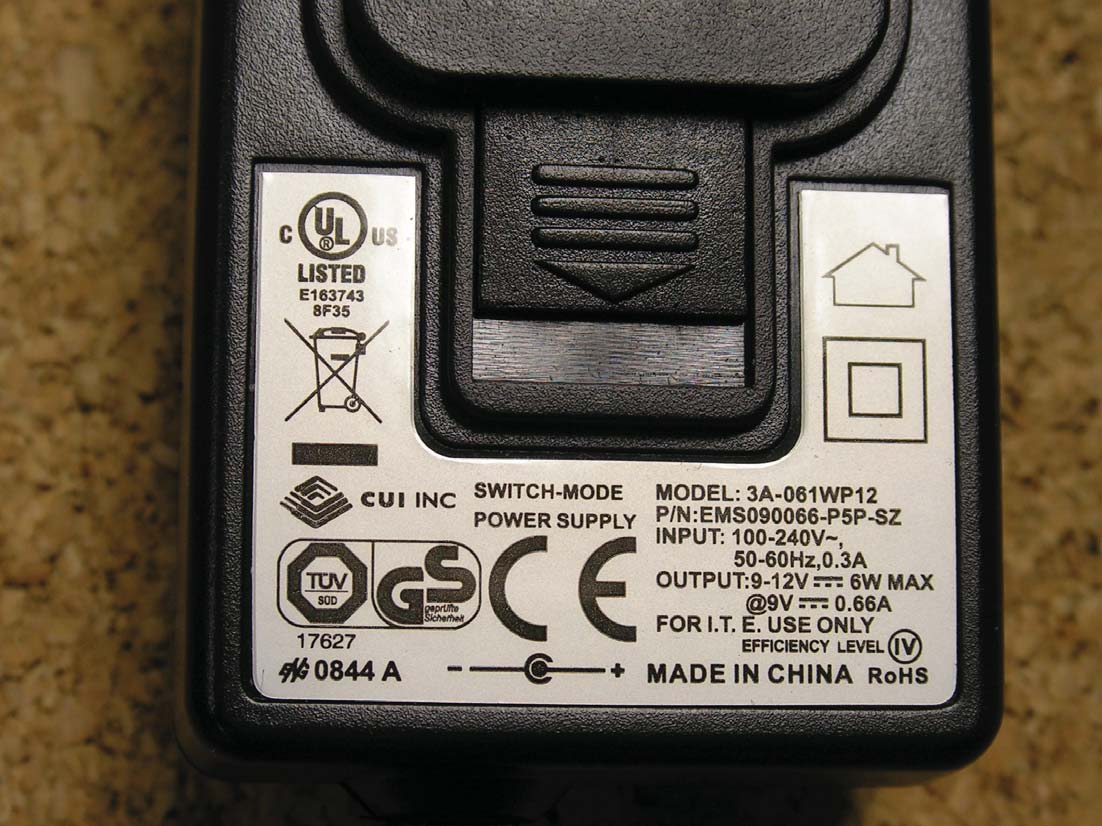 C UL ® US
LISTED
E163743
8F35
CUI INC
SWITCH-MODE
POWER SUPPLY
MODEL: 3A-061WP12
P/N:EMS090066-P5P-SZ
INPUT: 100-240V~,
50-60Hz,0.3A
OUTPUT:9-12V⎓ 6W MAX
@9V⎓ 0.66A
FOR I.T. E. USE ONLY
EFFICIENCY LEVEL IV
TÜV
SÜD
GS
geprüfte
Sicherheit
CE
17627
0844 A
- +
MADE IN CHINA RoHS